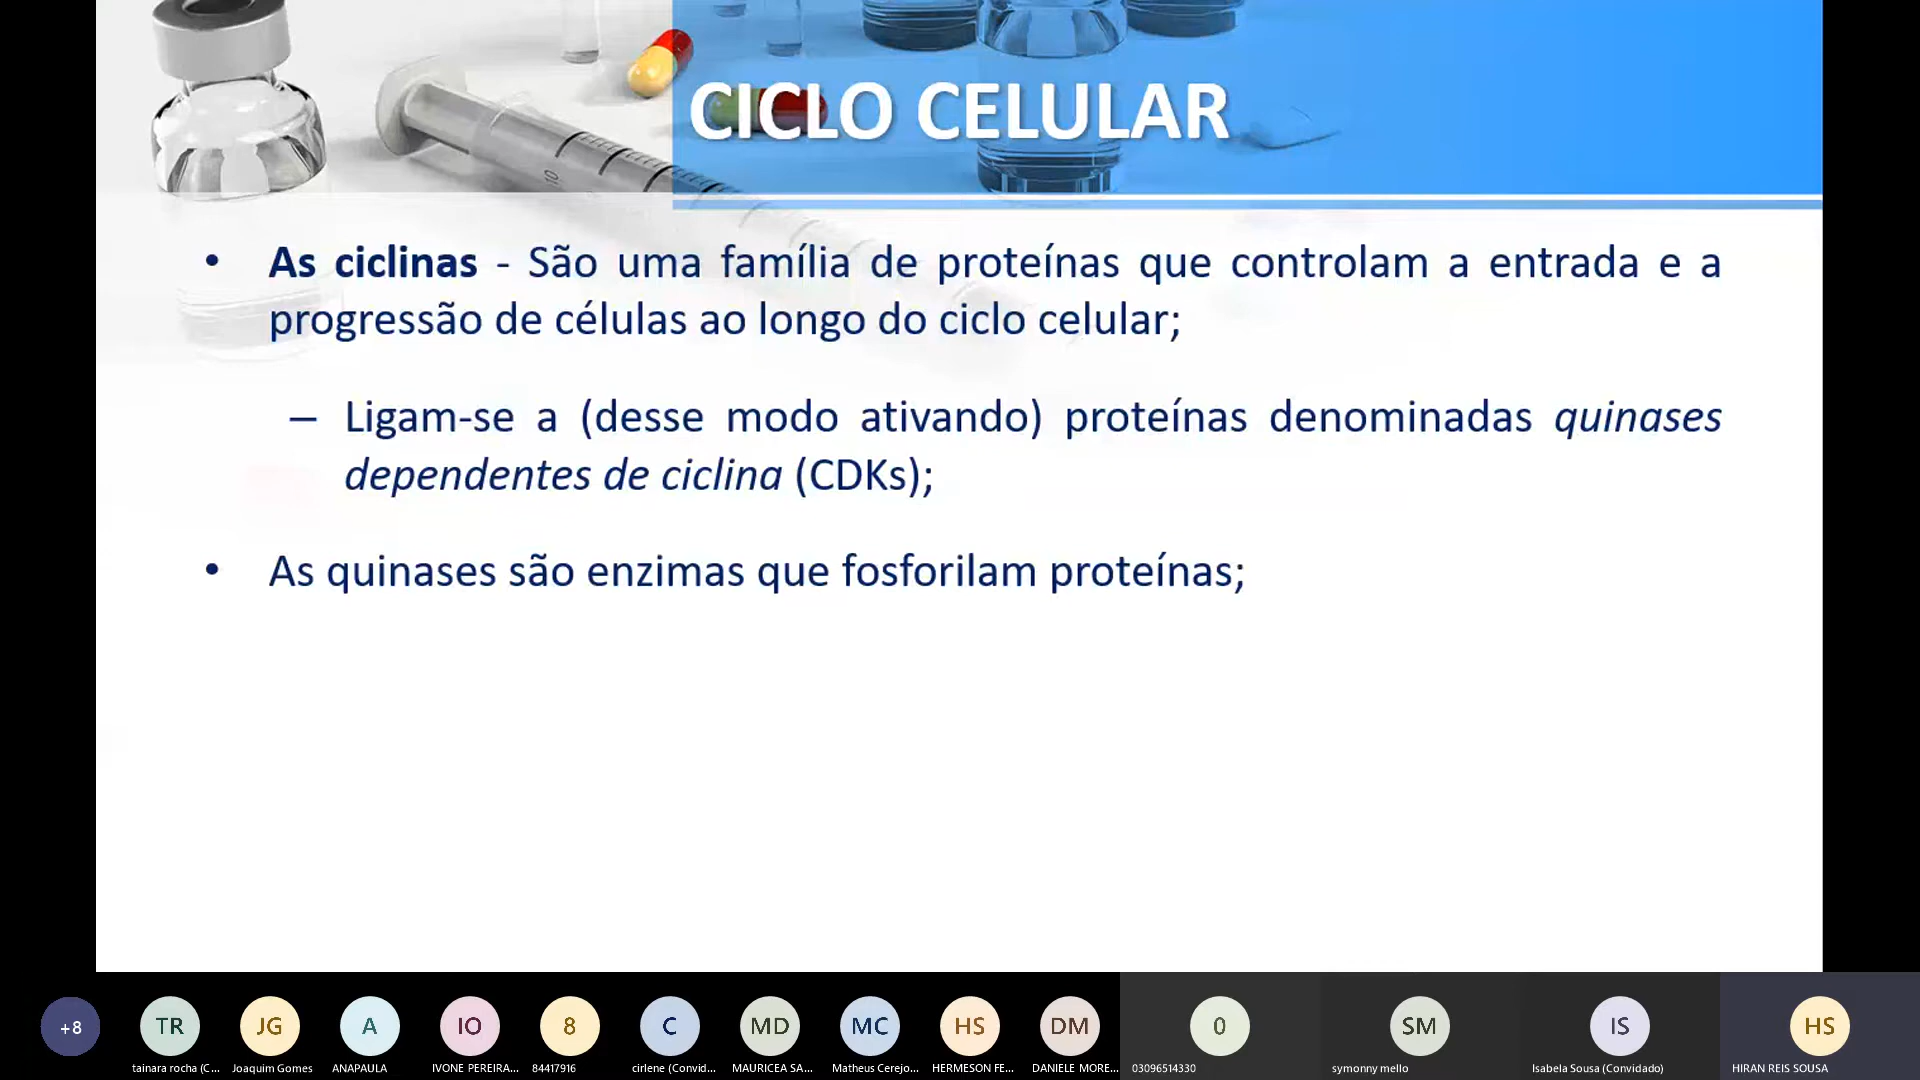 CICLO CELULAR
• As ciclinas - São uma família de proteínas que controlam a entrada e a
progressão de células ao longo do ciclo celular;
– Ligam-se a (desse modo ativando) proteínas denominadas quinases
dependentes de ciclina (CDKs);
• As quinases são enzimas que fosforilam proteínas;
10
+8 TR JG A IO 8 C MD MC HS DM 0 SM IS HS
tainara rocha (C... Joaquim Gomes ANAPAULA IVONE PEREIRA... 84417916 cirlene (Convid... MAURICEA SA... Matheus Cerejo... HERMESON FE... DANIELE MORE... 03096514330 symonny mello Isabela Sousa (Convidado) HIRAN REIS SOUSA